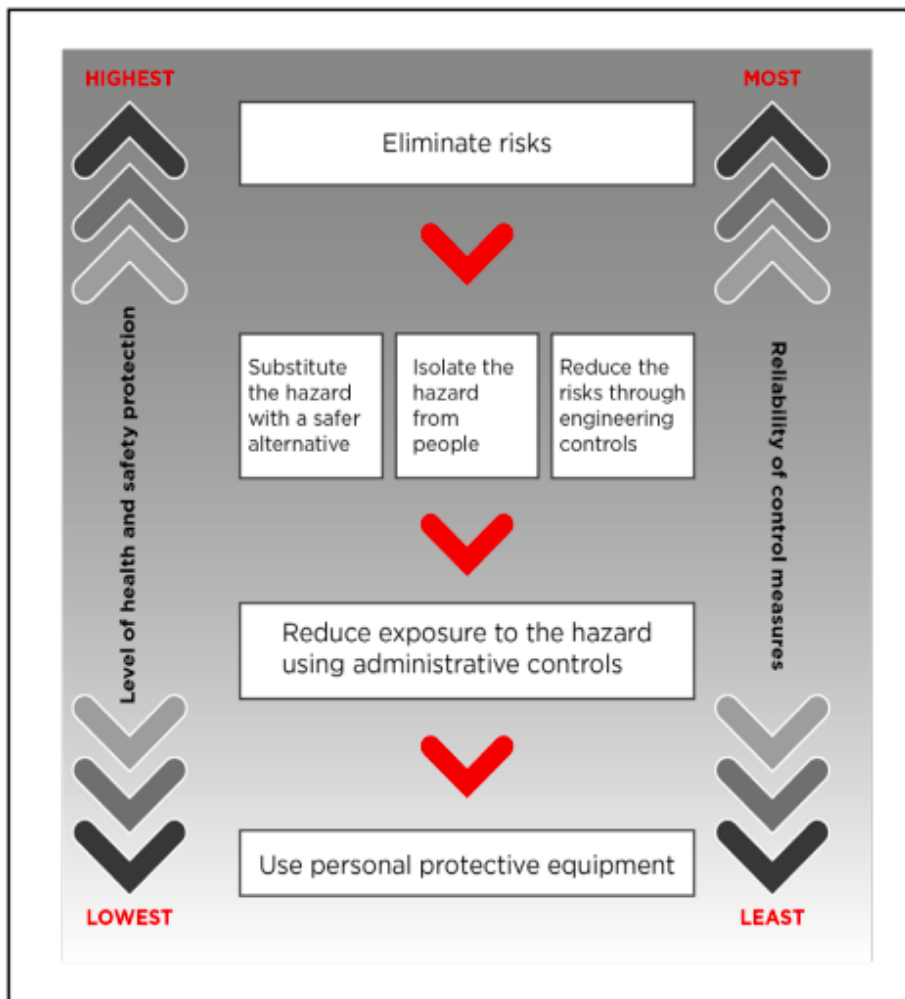 HIGHEST
MOST
Eliminate risks
Level of health and safety protection
Reliability of control measures
Substitute
the hazard
with a safer
alternative
Isolate the
hazard
from
people
Reduce the
risks through
engineering
controls
Reduce exposure to the hazard
using administrative controls
Use personal protective equipment
LOWEST
LEAST